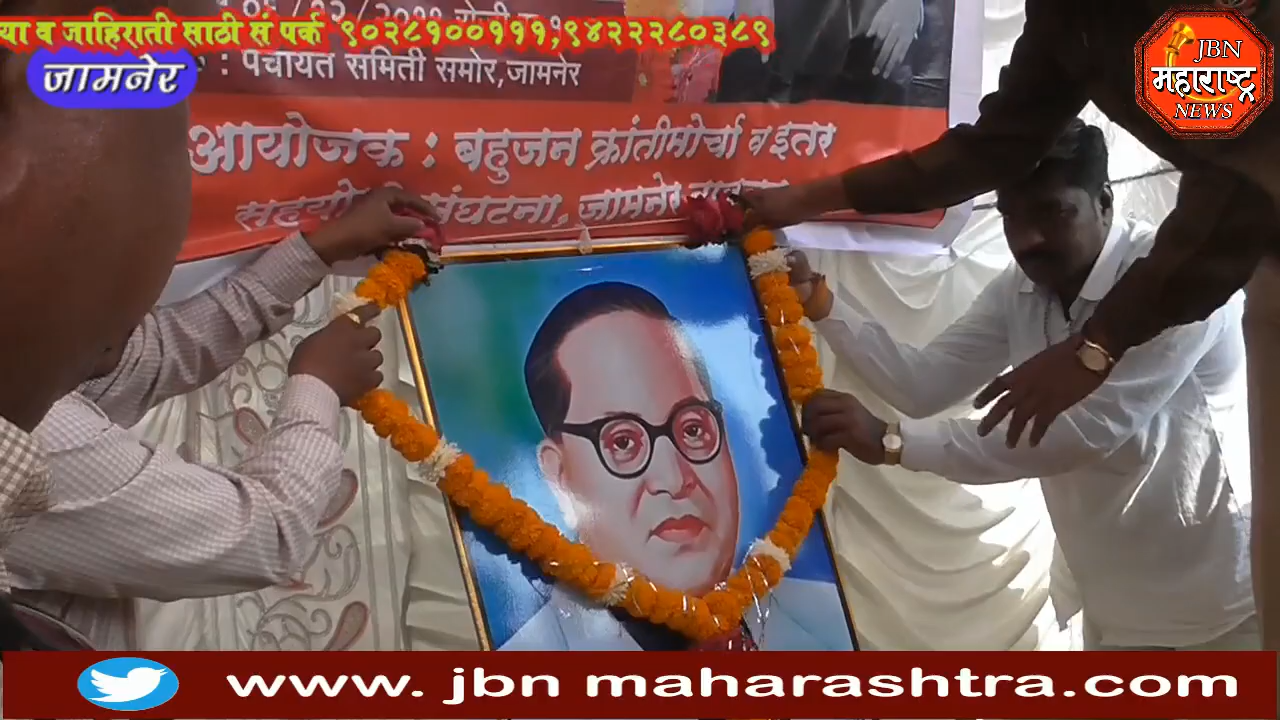 या व जाहिराती साठी सं पर्क ९०२८१००१११,९४२२२८०३८९
जामनेर
: पंचायत समिती समोर,जामनेर
आयोजक : बहुजन क्रांतीमोर्चा व इतर
संघटना, जामनेर
JBN
महाराष्ट्र
NEWS
www. jbn maharashtra.com